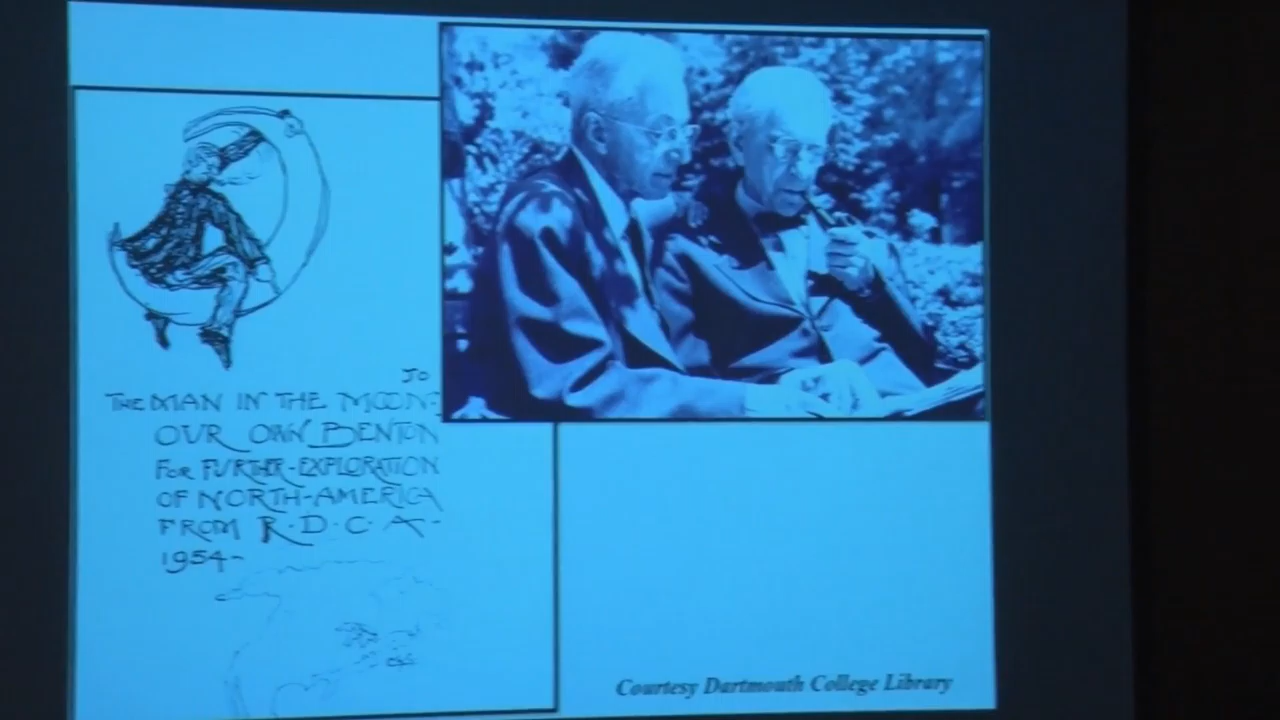 TO
THE MAN IN THE MOON:
OUR OWN BENTON
FOR FURTHER-EXPLORATION
OF NORTH-AMERICA
FROM R·D·C·A-
1954-
Courtesy Dartmouth College Library